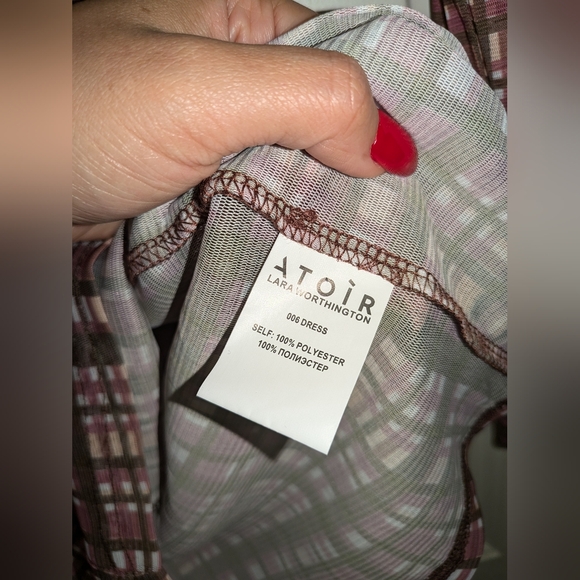 ATOÌR
LARA WORTHINGTON
006 DRESS
SELF: 100% POLYESTER
100% ПОЛИЭСТЕР